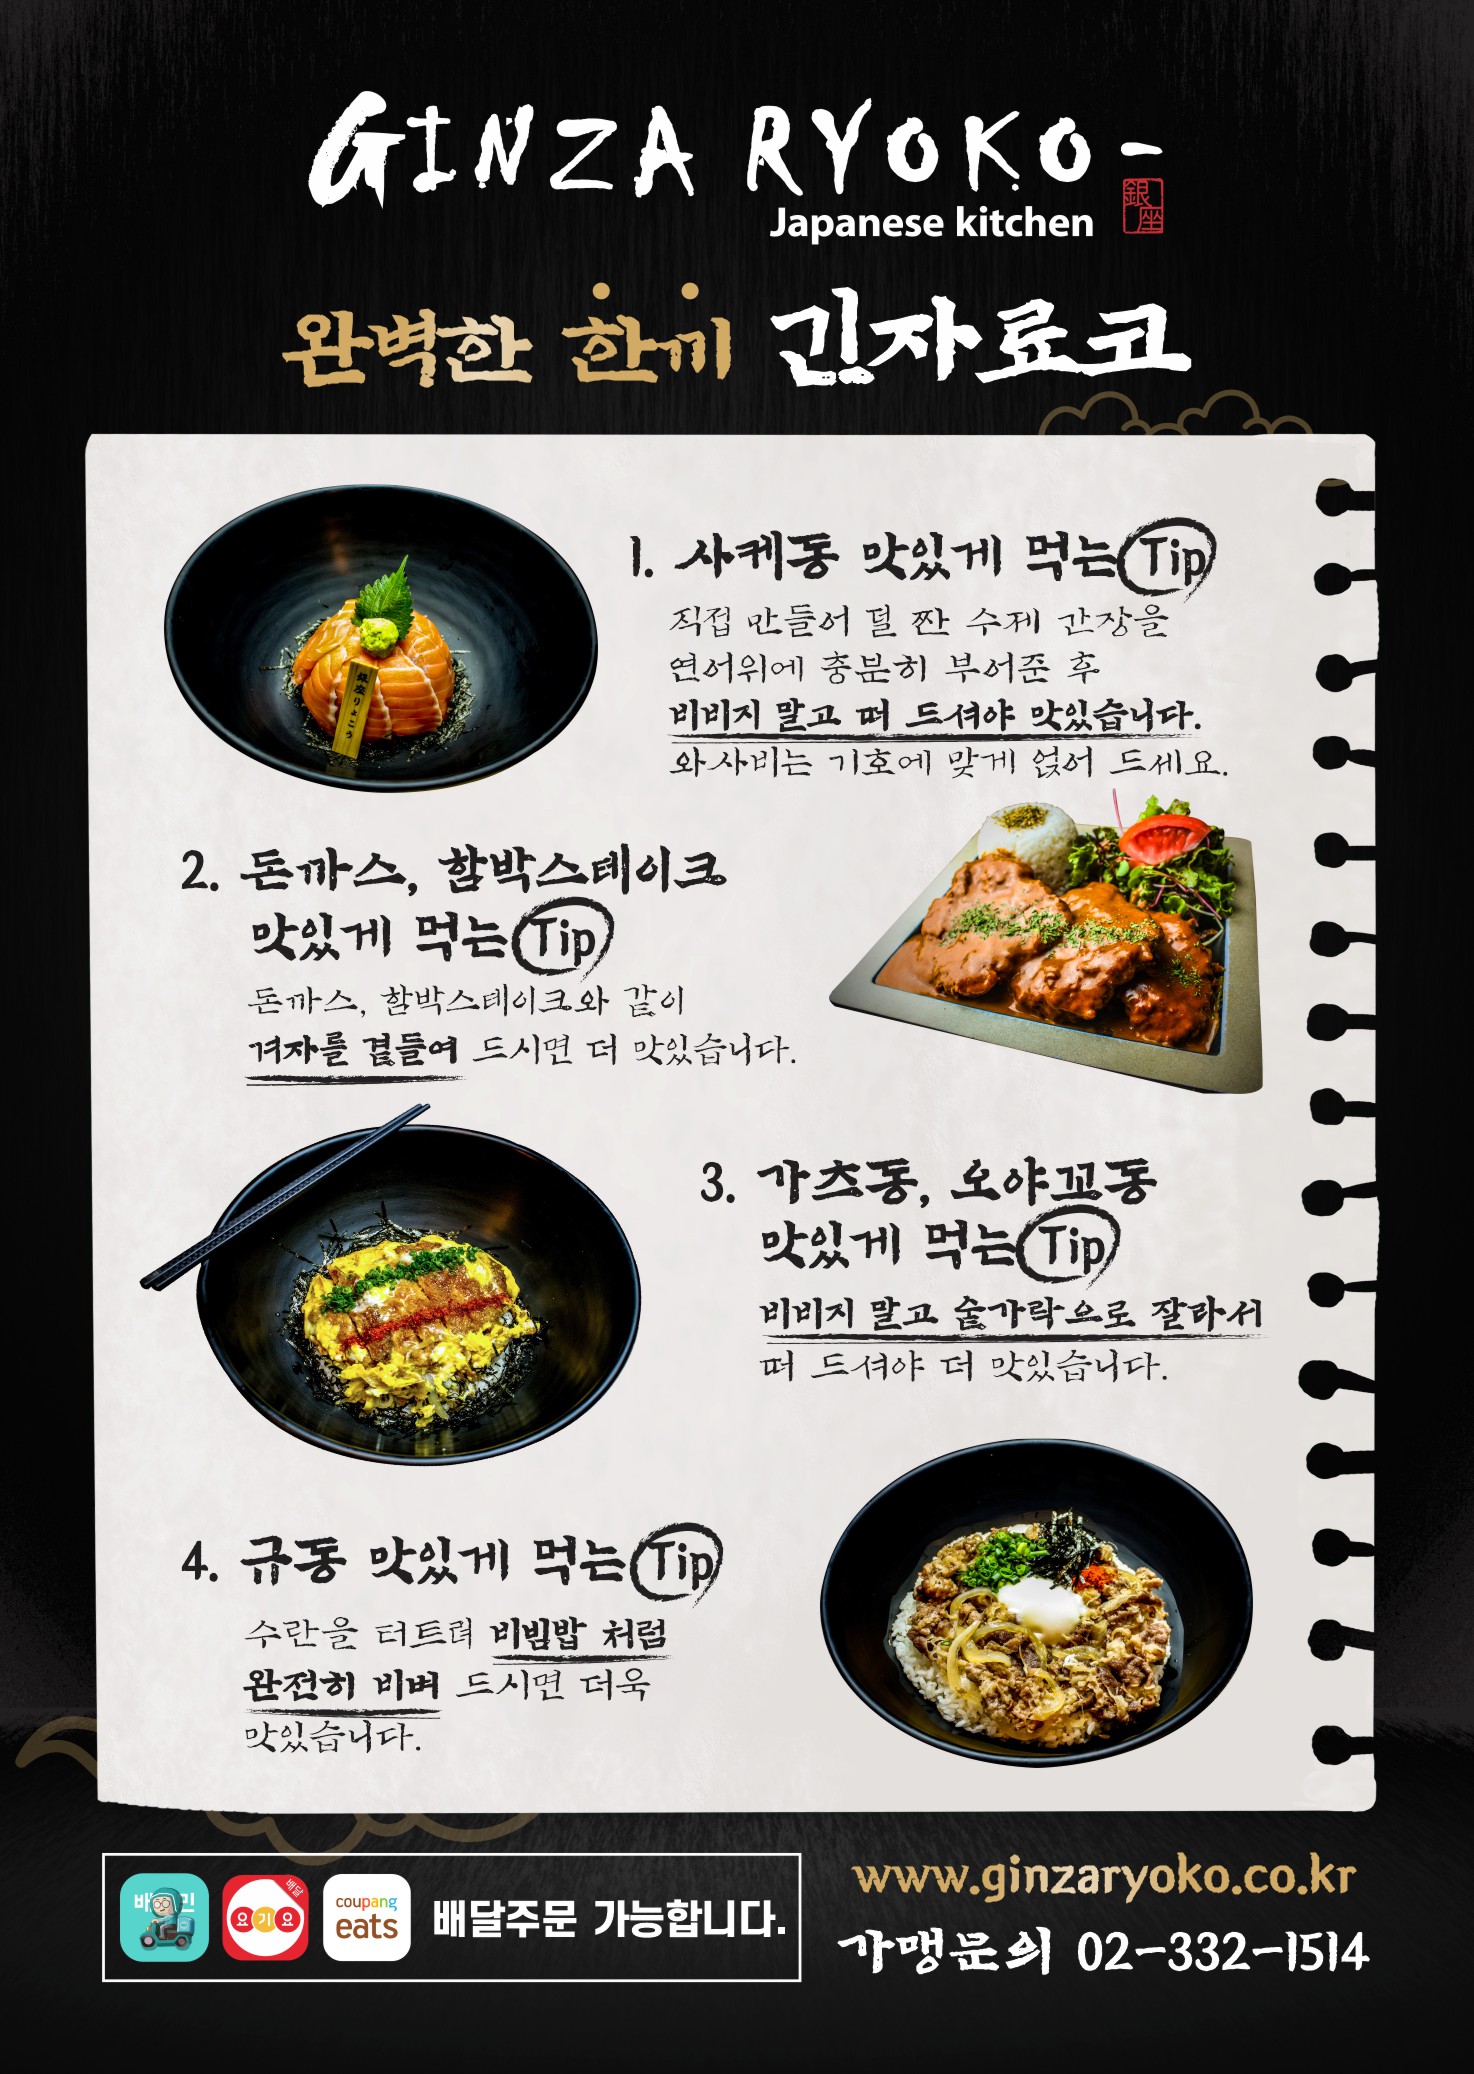 GINZA RYOKO-
Japanese kitchen
銀座
완벽한 한끼 긴자료코
銀座りょこう
1. 사케동 맛있게 먹는 Tip
직접 만들어 덜 짠 수제 간장을
연어위에 충분히 부어준 후
비비지 말고 떠 드셔야 맛있습니다.
와사비는 기호에 맞게 얹어 드세요.
2. 돈까스, 함박스테이크
맛있게 먹는 Tip
돈까스, 함박스테이크와 같이
겨자를 곁들여 드시면 더 맛있습니다.
3. 가츠동, 오야꼬동
맛있게 먹는 Tip
비비지 말고 숟가락으로 잘라서
떠 드셔야 더 맛있습니다.
4. 규동 맛있게 먹는 Tip
수란을 터트려 비빔밥 처럼
완전히 비벼 드시면 더욱
맛있습니다.
배민
배달
요기요
coupang
eats
배달주문 가능합니다.
www.ginzaryoko.co.kr
가맹문의 02-332-1514